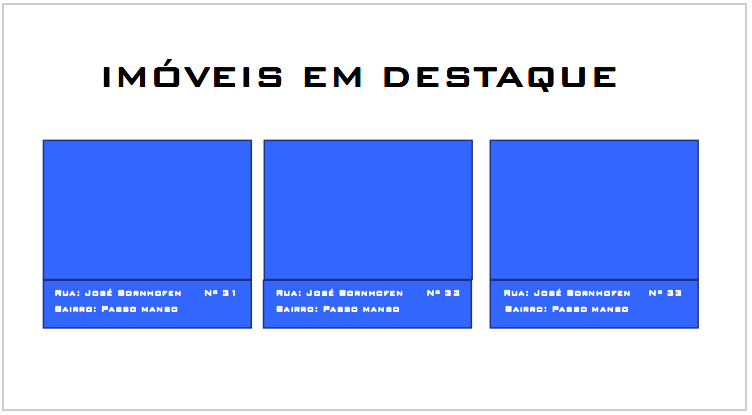 IMÓVEIS EM DESTAQUE
Rua: José Bornhofen Nº 31
Bairro: Passo manso
Rua: José Bornhofen Nº 32
Bairro: Passo manso
Rua: José Bornhofen Nº 33
Bairro: Passo manso